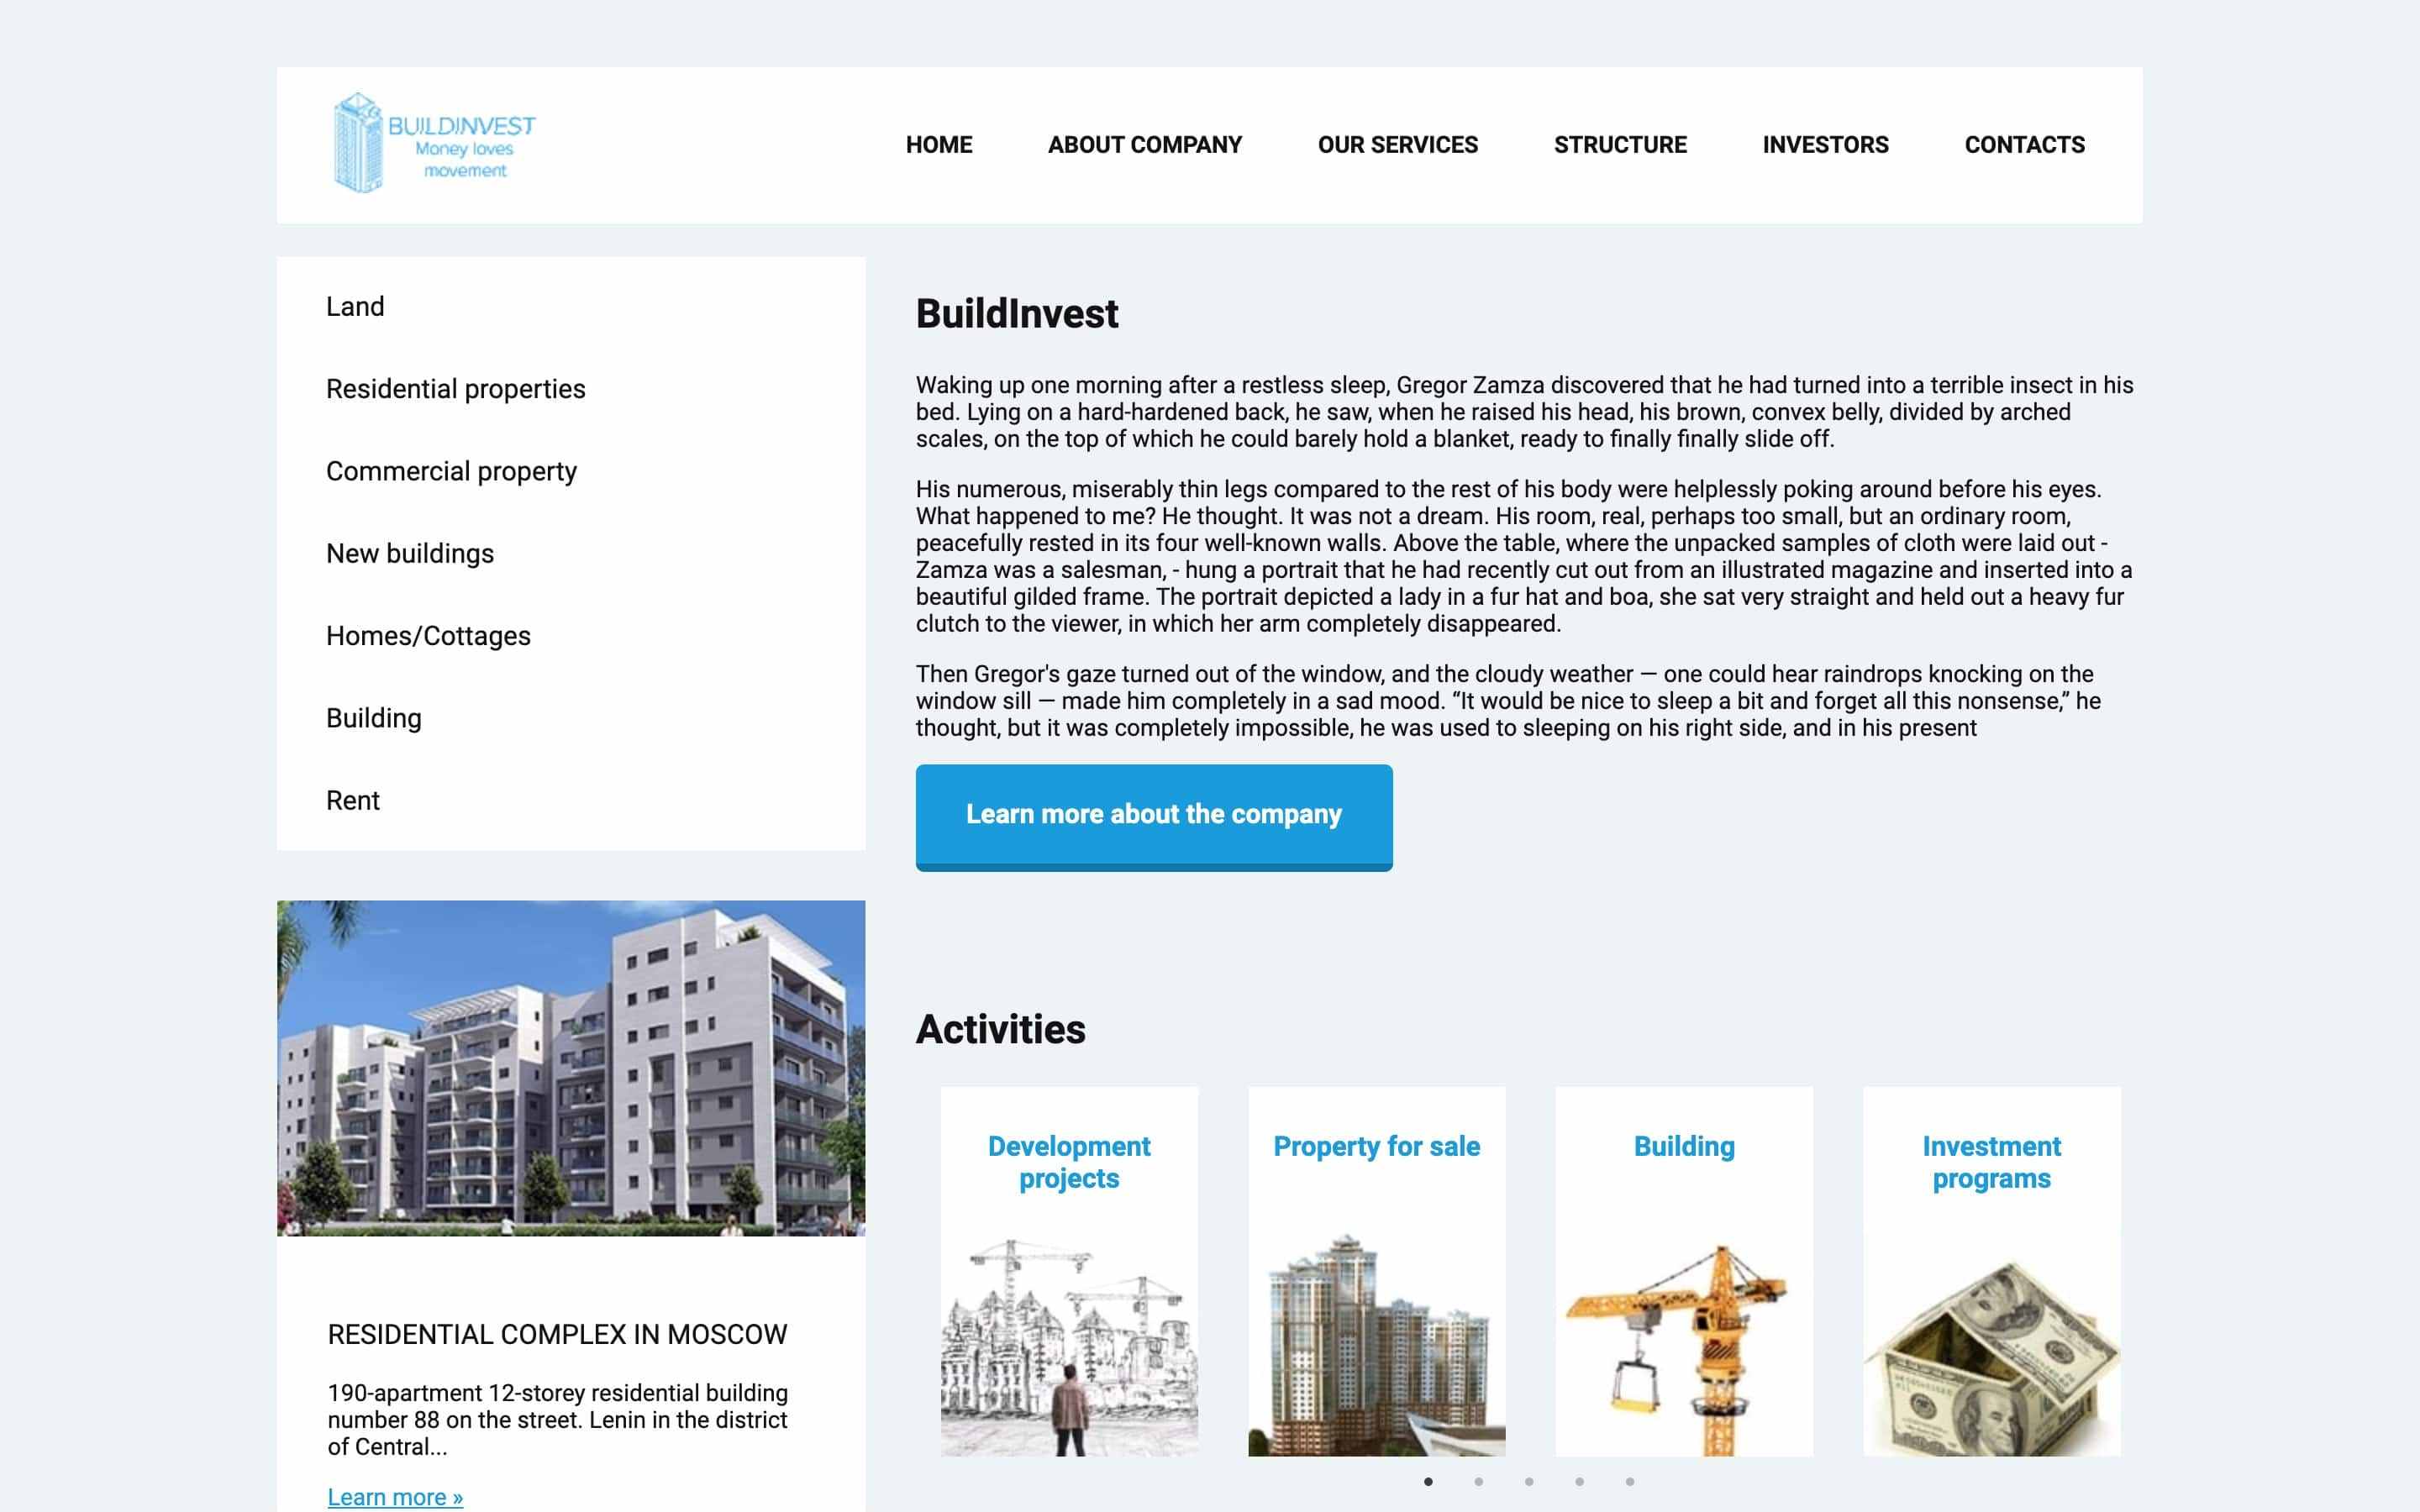 BUILDINVEST
Money loves
movement
HOME
ABOUT COMPANY
OUR SERVICES
STRUCTURE
INVESTORS
CONTACTS
Land
Residential properties
Commercial property
New buildings
Homes/Cottages
Building
Rent
BuildInvest
Waking up one morning after a restless sleep, Gregor Zamza discovered that he had turned into a terrible insect in his
bed. Lying on a hard-hardened back, he saw, when he raised his head, his brown, convex belly, divided by arched
scales, on the top of which he could barely hold a blanket, ready to finally finally slide off.
His numerous, miserably thin legs compared to the rest of his body were helplessly poking around before his eyes.
What happened to me? He thought. It was not a dream. His room, real, perhaps too small, but an ordinary room,
peacefully rested in its four well-known walls. Above the table, where the unpacked samples of cloth were laid out -
Zamza was a salesman, - hung a portrait that he had recently cut out from an illustrated magazine and inserted into a
beautiful gilded frame. The portrait depicted a lady in a fur hat and boa, she sat very straight and held out a heavy fur
clutch to the viewer, in which her arm completely disappeared.
Then Gregor's gaze turned out of the window, and the cloudy weather — one could hear raindrops knocking on the
window sill — made him completely in a sad mood. “It would be nice to sleep a bit and forget all this nonsense,” he
thought, but it was completely impossible, he was used to sleeping on his right side, and in his present
Learn more about the company
RESIDENTIAL COMPLEX IN MOSCOW
190-apartment 12-storey residential building
number 88 on the street. Lenin in the district
of Central...
Learn more »
Activities
Development
projects
Property for sale
Building
Investment
programs